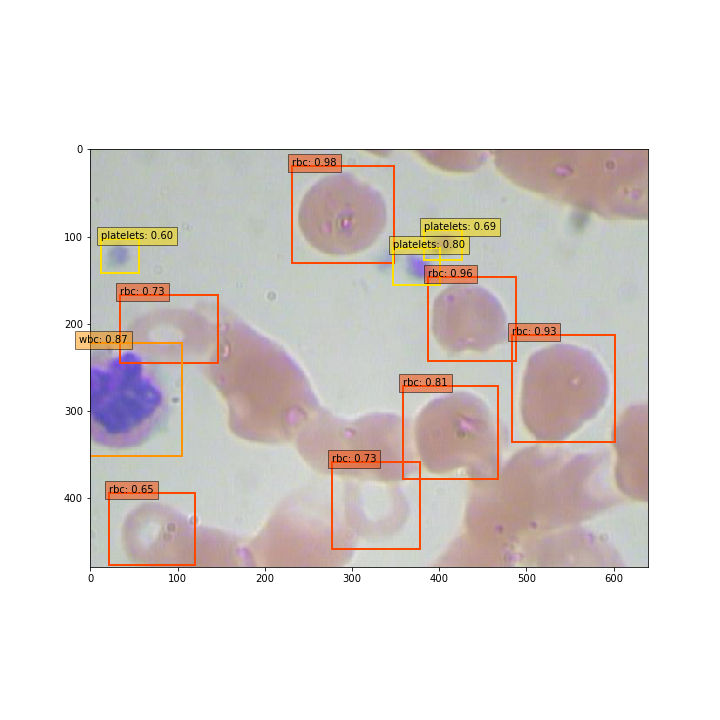 0
rbc: 0.98
platelets: 0.69
100
platelets: 0.60
platelets: 0.80
rbc: 0.96
rbc: 0.73
200
rbc: 0.93
wbc: 0.87
300
rbc: 0.81
rbc: 0.73
400
rbc: 0.65
0 100 200 300 400 500 600